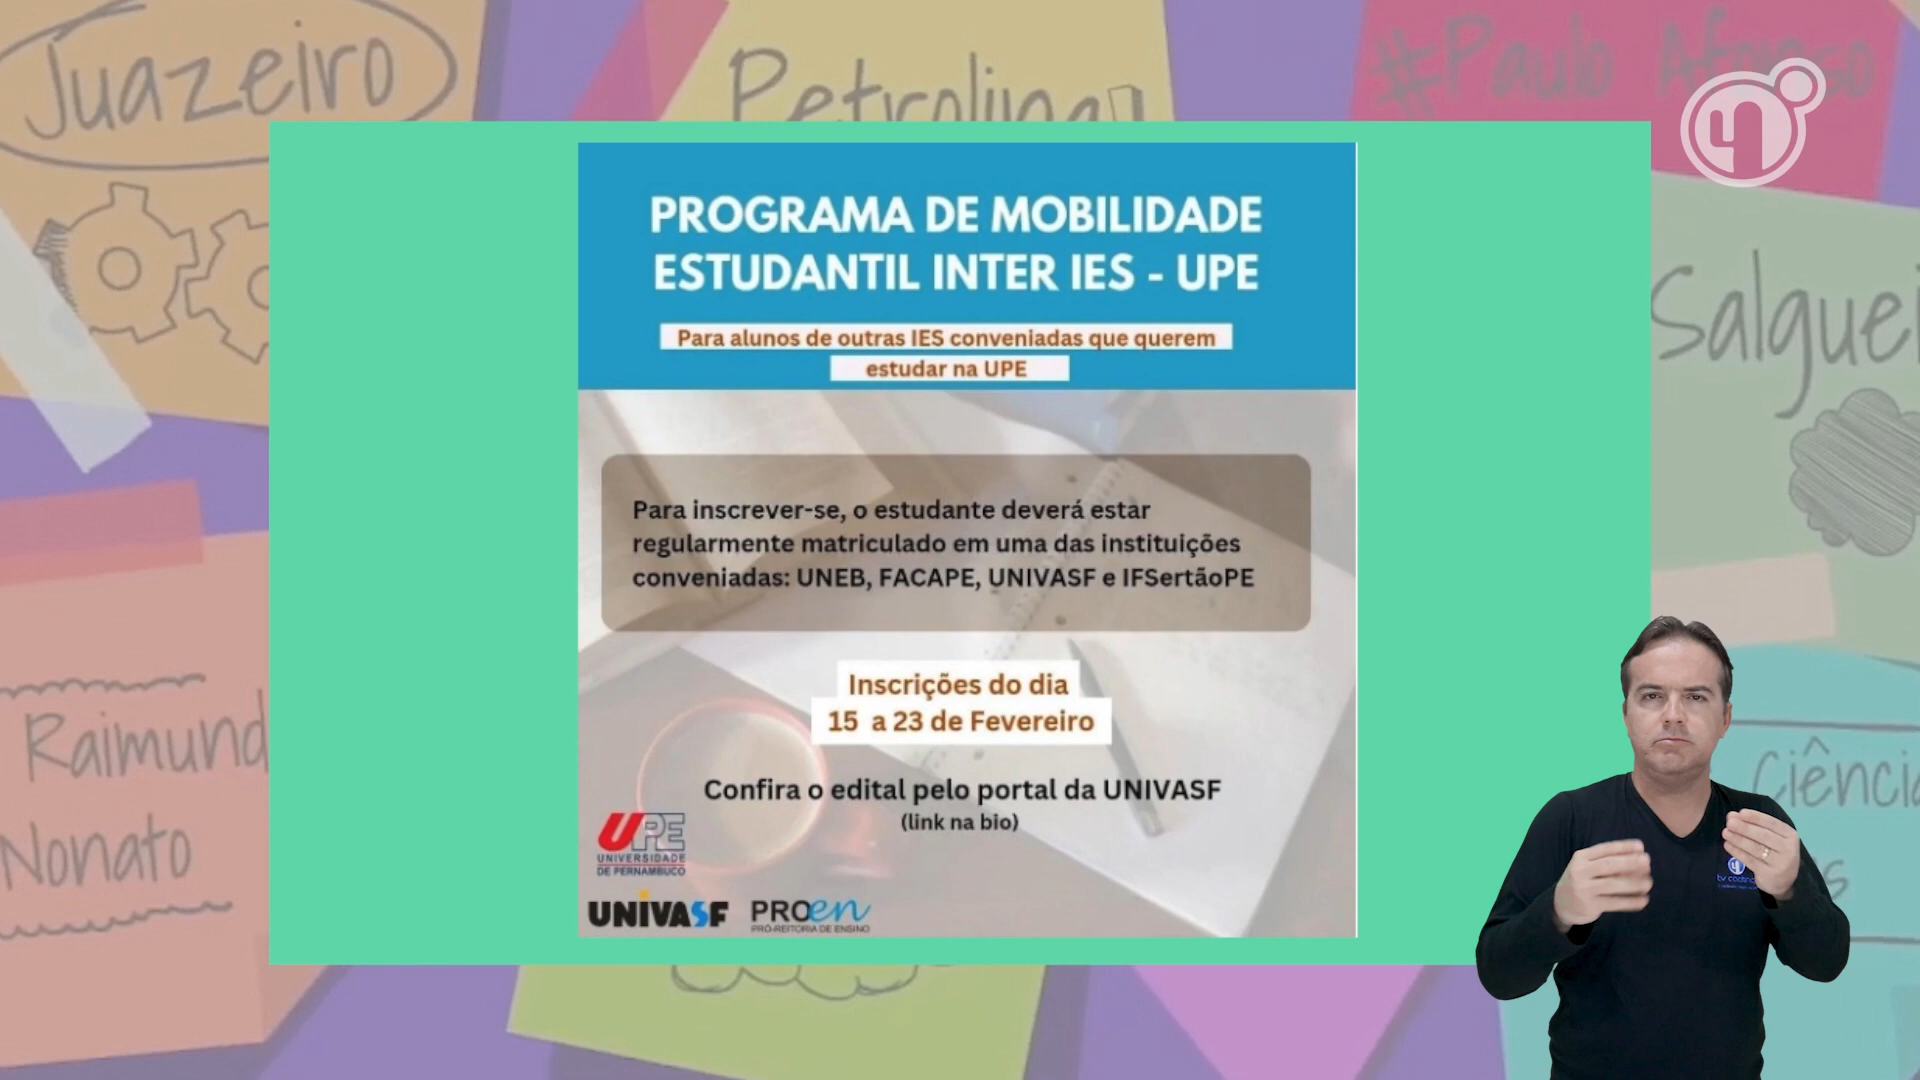 Juazeiro
Petrolina
#Paulo Afonso
PROGRAMA DE MOBILIDADE
ESTUDANTIL INTER IES - UPE
Para alunos de outras IES conveniadas que querem
estudar na UPE
Salguei
Para inscrever-se, o estudante deverá estar
regularmente matriculado em uma das instituições
conveniadas: UNEB, FACAPE, UNIVASF e IFSertãoPE
Inscrições do dia
15 a 23 de Fevereiro
Raimund
Nonato
Ciência
s
Confira o edital pelo portal da UNIVASF
(link na bio)
UPE
UNIVERSIDADE
DE PERNAMBUCO
UNIVASF
PROen
PRÓ-REITORIA DE ENSINO